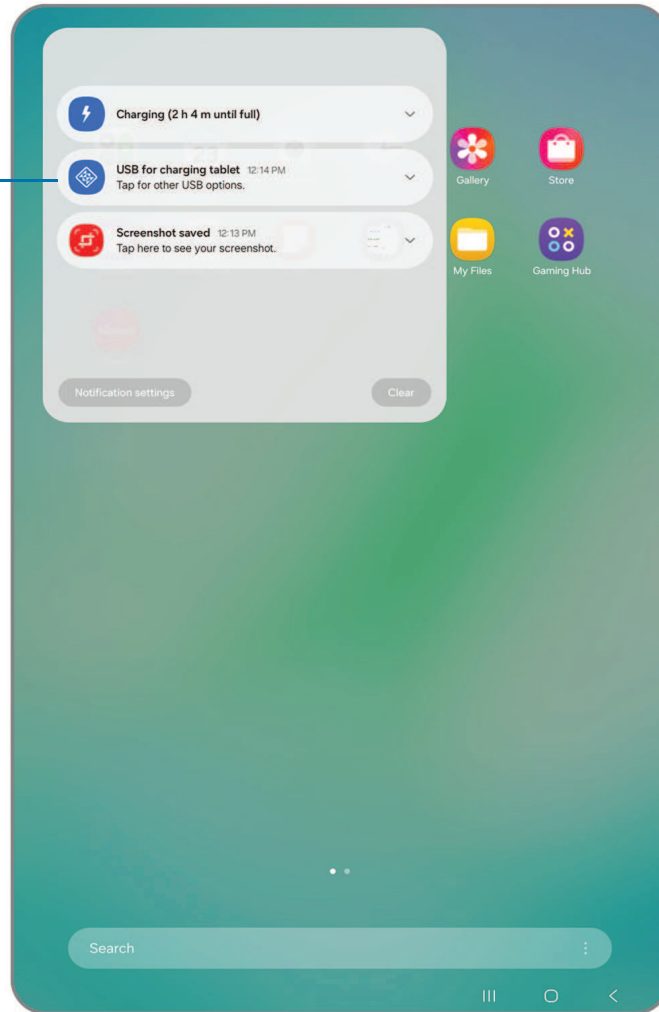 Charging (2 h 4 m until full)
USB for charging tablet 12:14 PM
Tap for other USB options.
Screenshot saved 12:13 PM
Tap here to see your screenshot.
Notification settings
Clear
Gallery
Store
My Files
Gaming Hub
Search